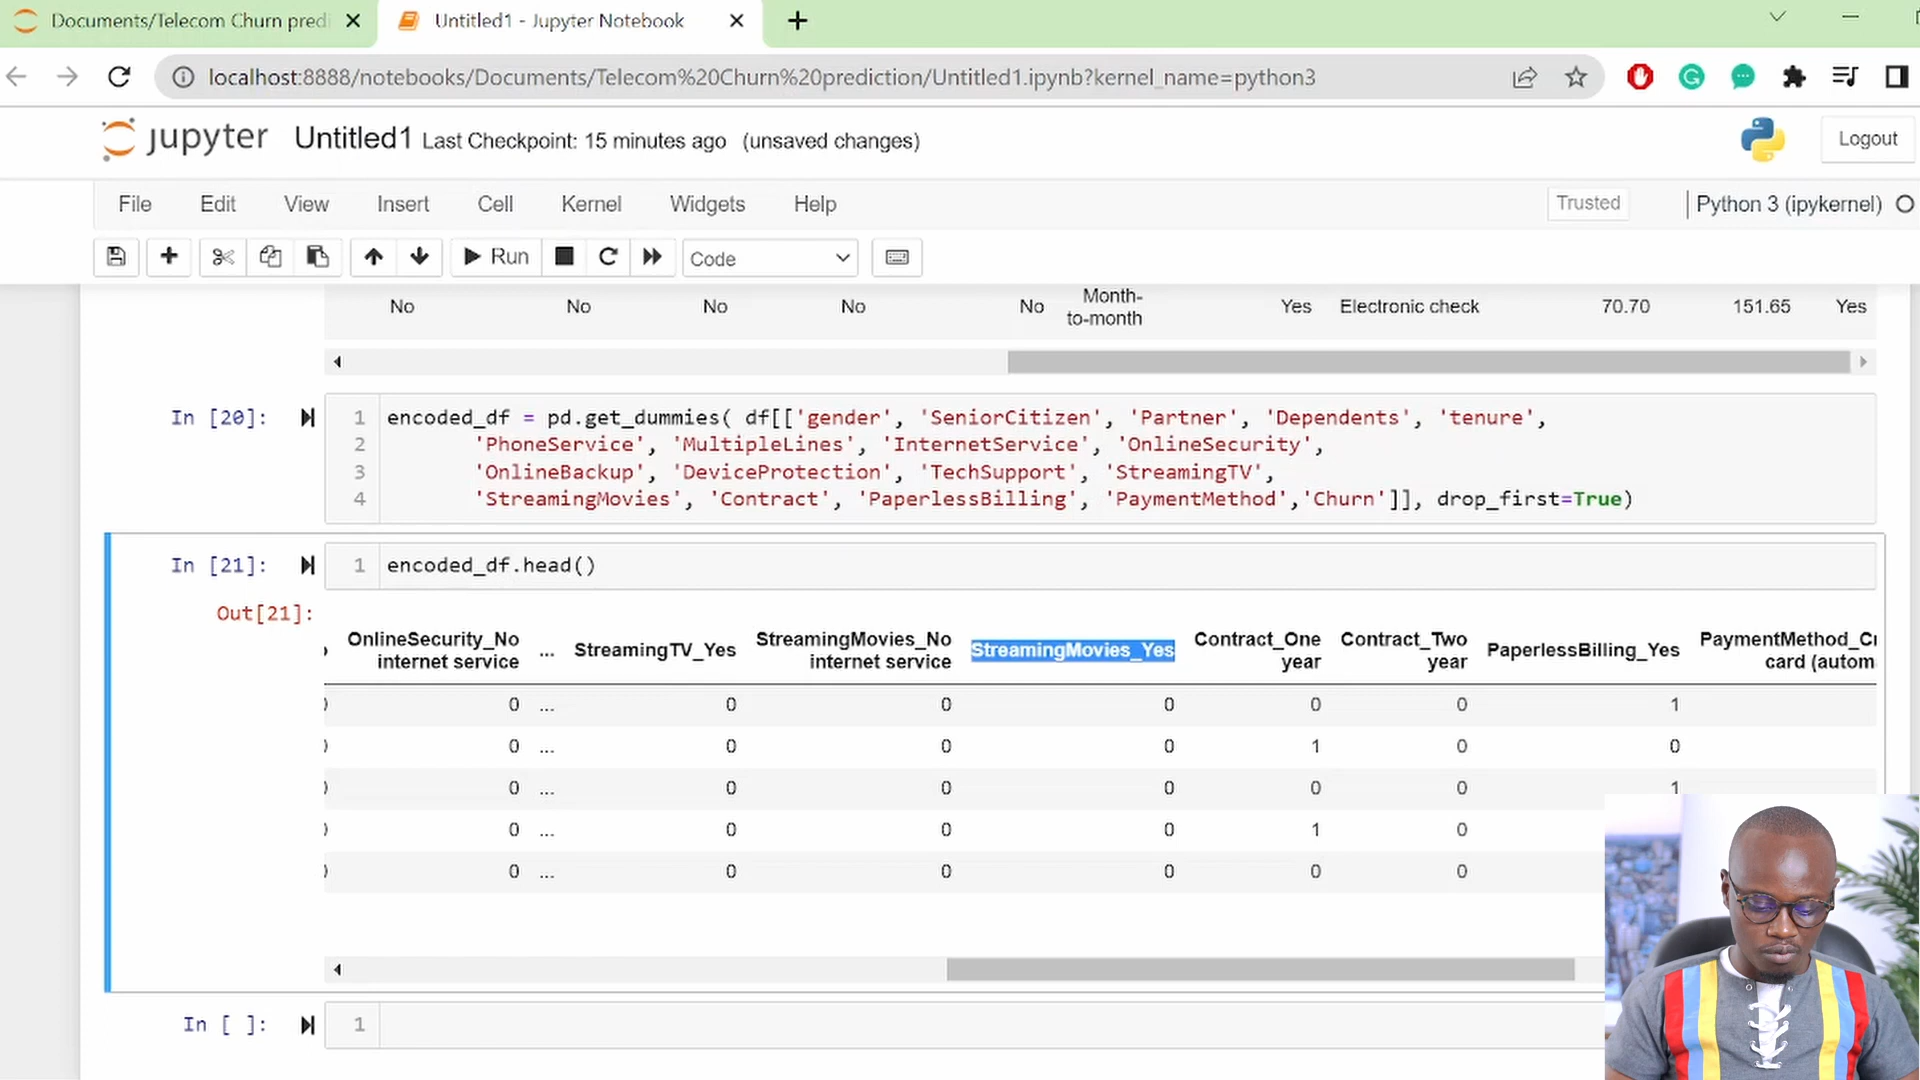 Documents/Telecom Churn pred
Untitled1 - Jupyter Notebook
localhost:8888/notebooks/Documents/Telecom%20Churn%20prediction/Untitled1.ipynb?kernel_name=python3
jupyter Untitled1 Last Checkpoint: 15 minutes ago (unsaved changes)
Logout
File Edit View Insert Cell Kernel Widgets Help
Trusted
Python 3 (ipykernel)
Run
Code
No No No No No Month-to-month Yes Electronic check 70.70 151.65 Yes
In [20]:
1 encoded_df = pd.get_dummies( df[['gender', 'SeniorCitizen', 'Partner', 'Dependents', 'tenure',
2 'PhoneService', 'MultipleLines', 'InternetService', 'OnlineSecurity',
3 'OnlineBackup', 'DeviceProtection', 'TechSupport', 'StreamingTV',
4 'StreamingMovies', 'Contract', 'PaperlessBilling', 'PaymentMethod','Churn']], drop_first=True)
In [21]:
1 encoded_df.head()
Out[21]:
OnlineSecurity_No internet service ... StreamingTV_Yes StreamingMovies_No internet service StreamingMovies_Yes Contract_One year Contract_Two year PaperlessBilling_Yes PaymentMethod_C card (autom
0 ... 0 0 0 0 0 1
0 ... 0 0 0 1 0 0
0 ... 0 0 0 0 0 1
0 ... 0 0 0 1 0
0 ... 0 0 0 0 0
In [ ]:
1